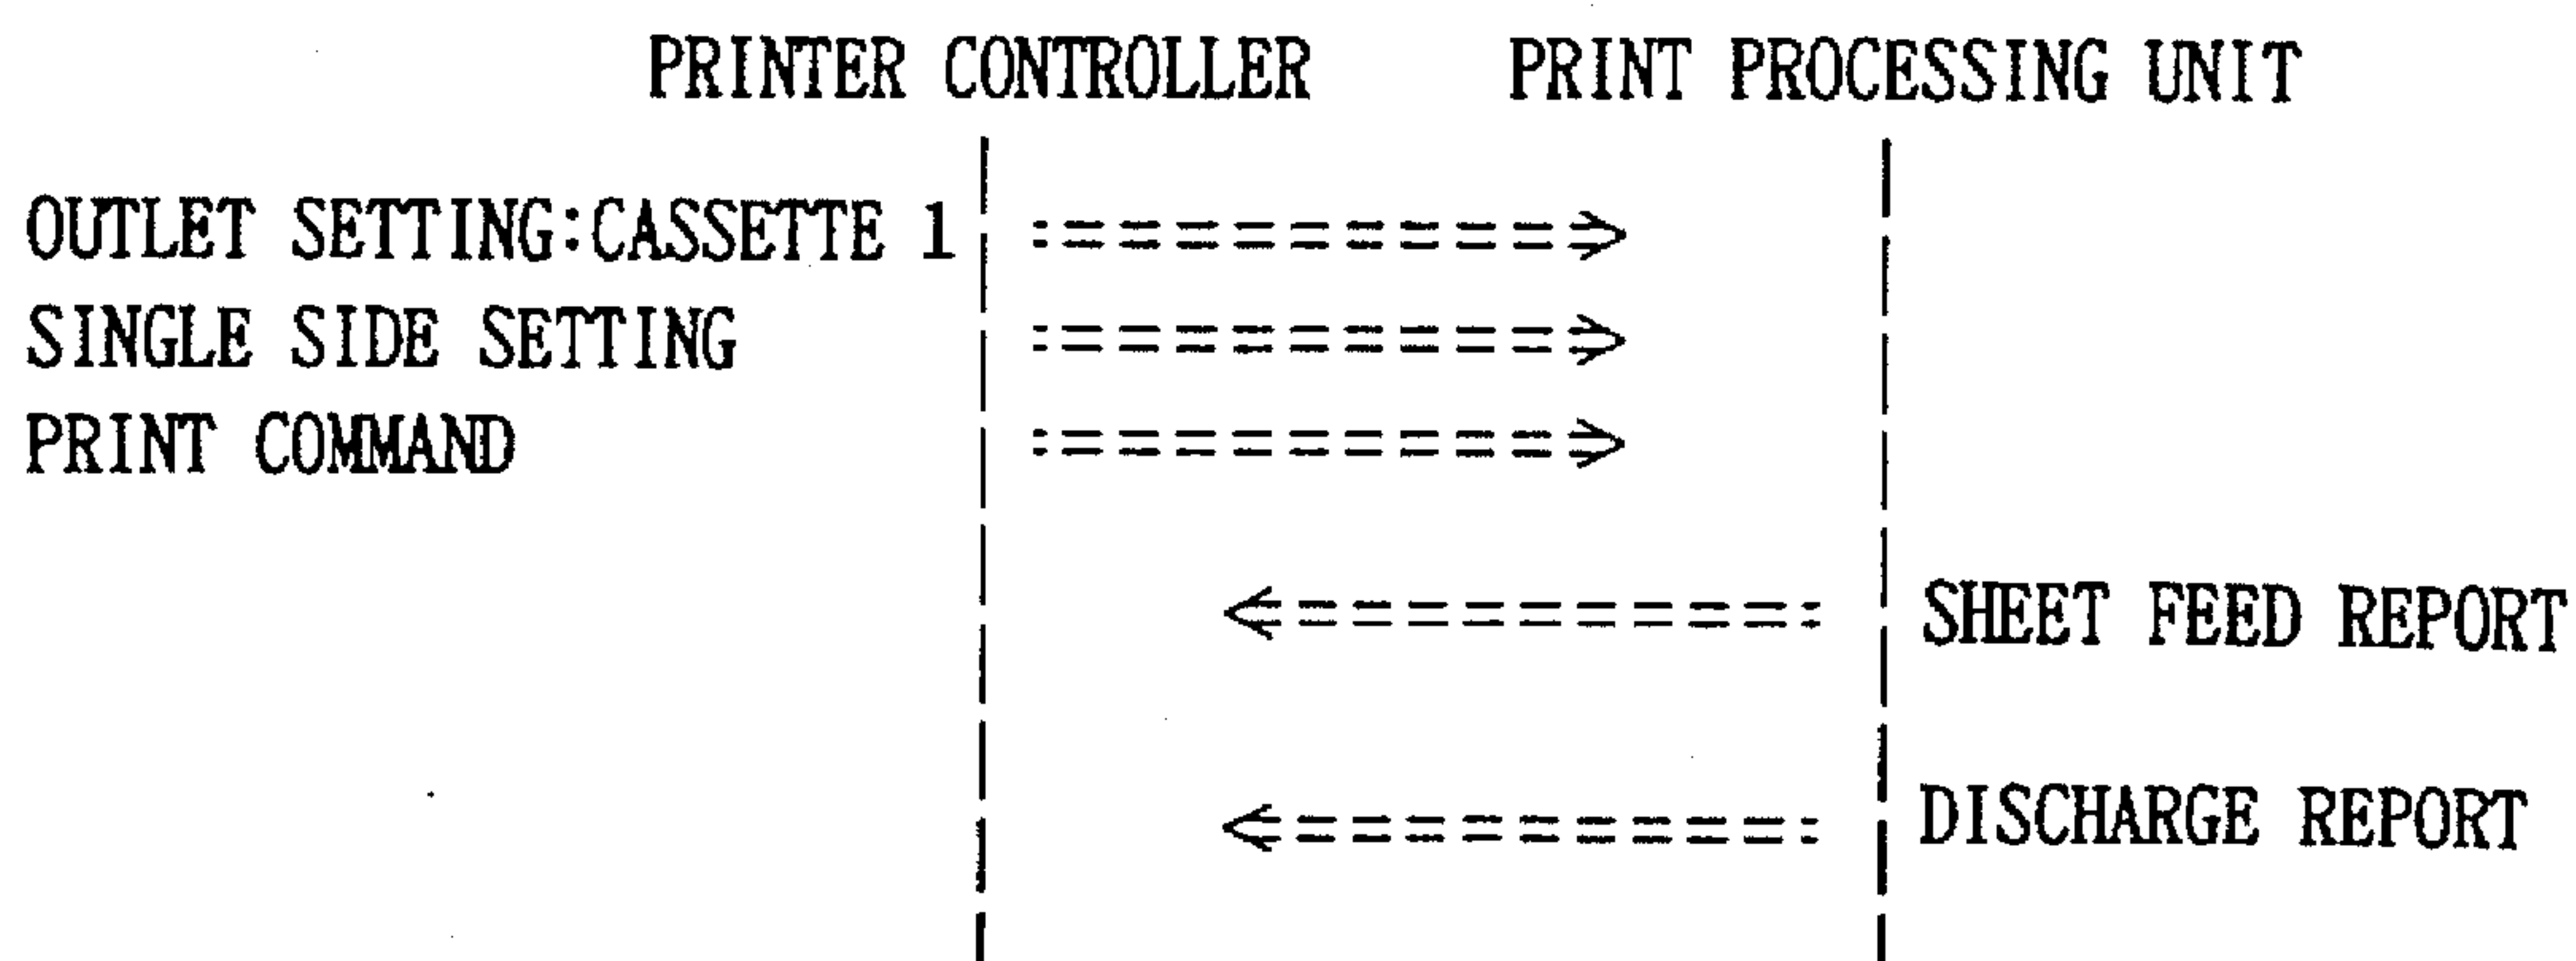 PRINTER CONTROLLER PRINT PROCESSING UNIT
OUTLET SETTING:CASSETTE 1
SINGLE SIDE SETTING
PRINT COMMAND
SHEET FEED REPORT
DISCHARGE REPORT